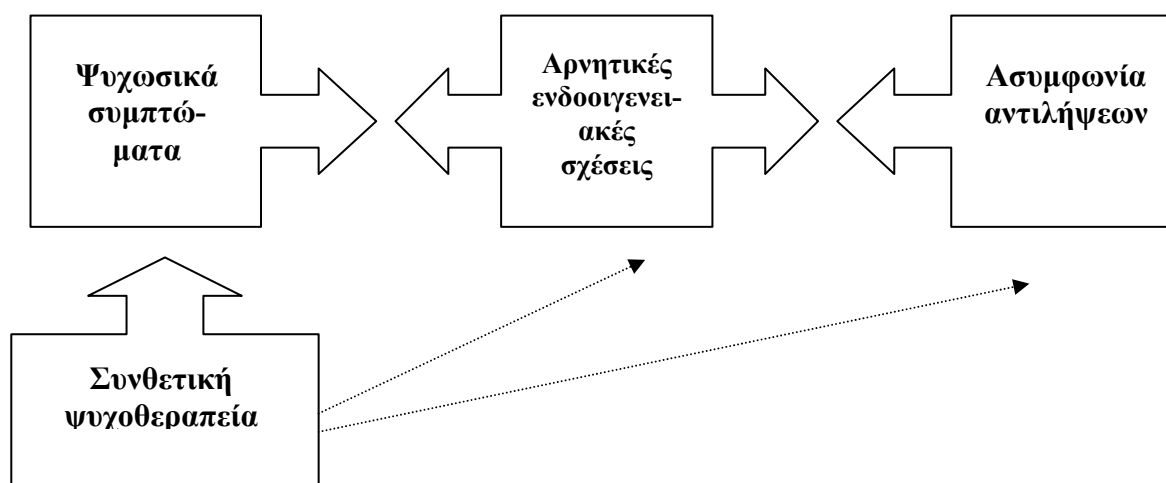 Ψυχωσικά
συμπτώ-
ματα
Αρνητικές
ενδοοιγενει-
ακές
σχέσεις
Ασυμφωνία
αντιλήψεων
Συνθετική
ψυχοθεραπεία